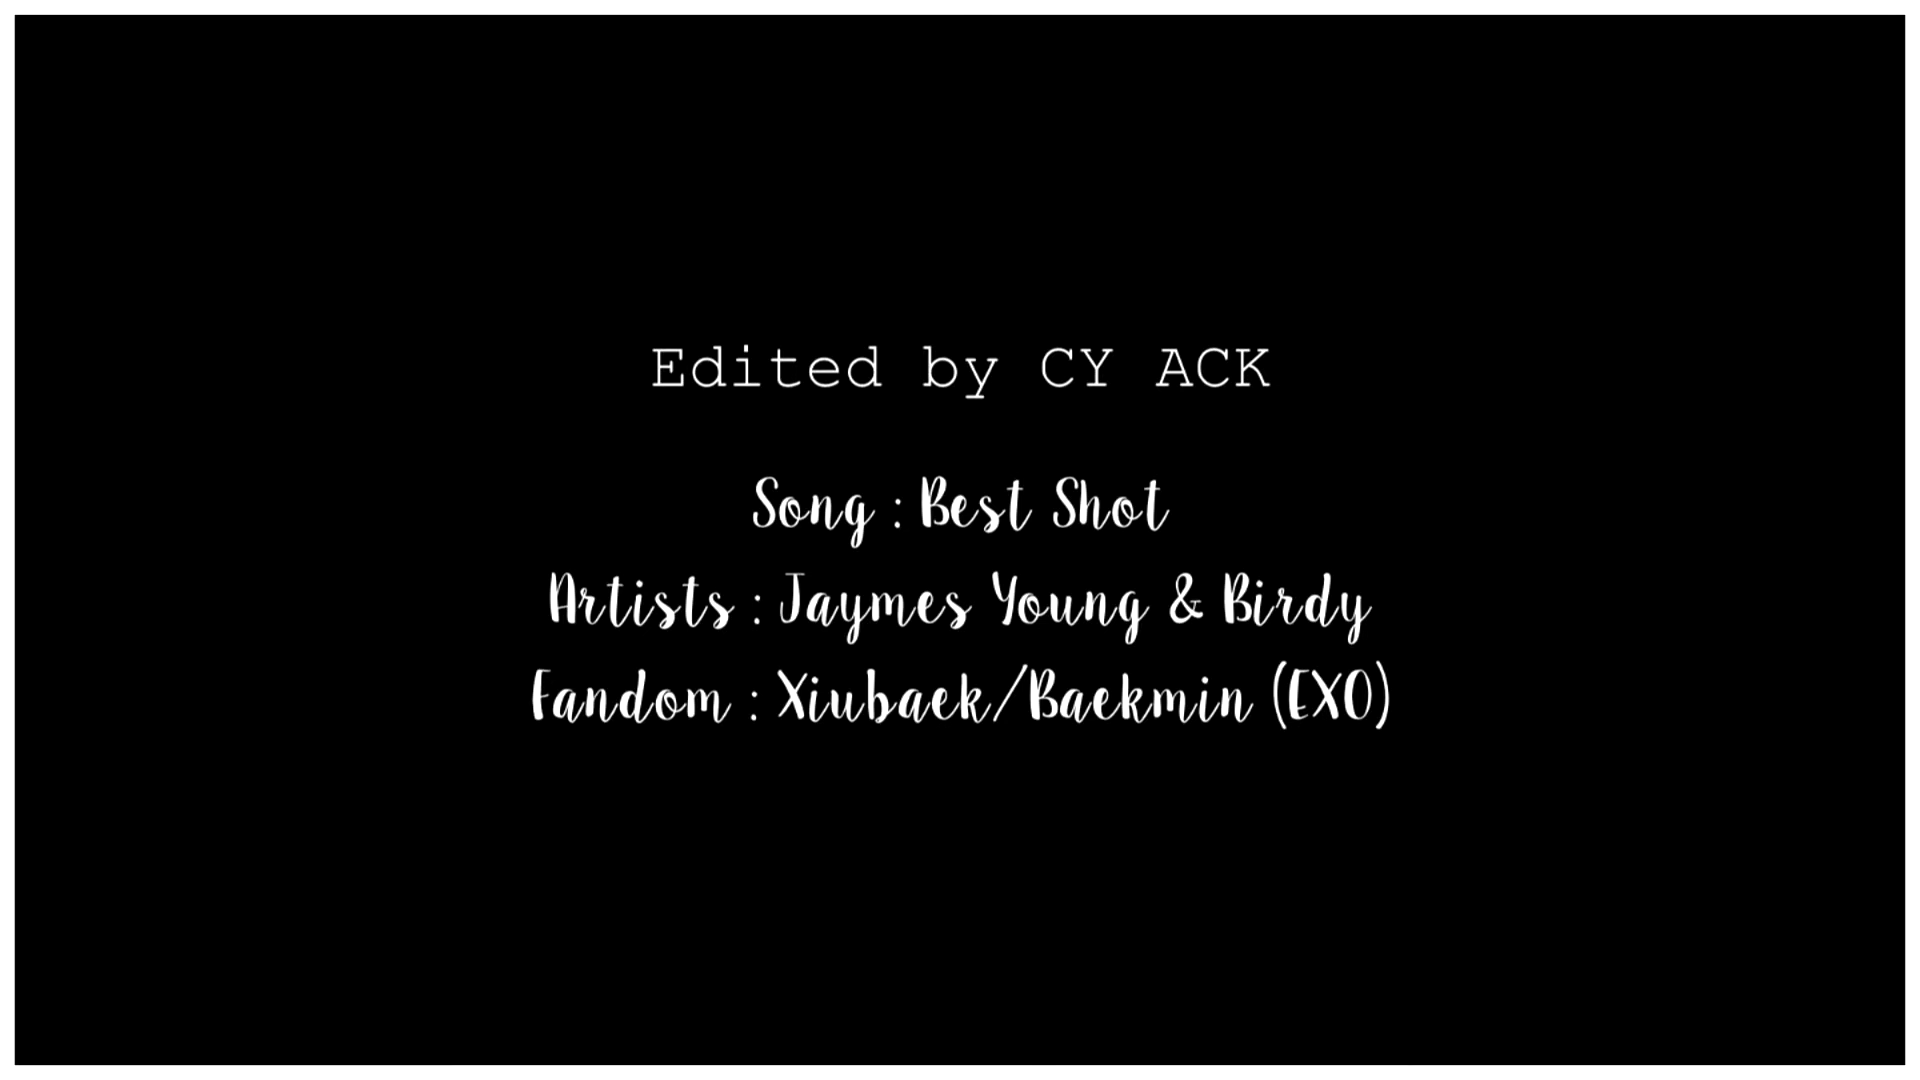 Edited by CY ACK
Song : Best Shot
Artists : Jaymes Young & Birdy
Fandom : Xiubaek/Baekmin (EXO)